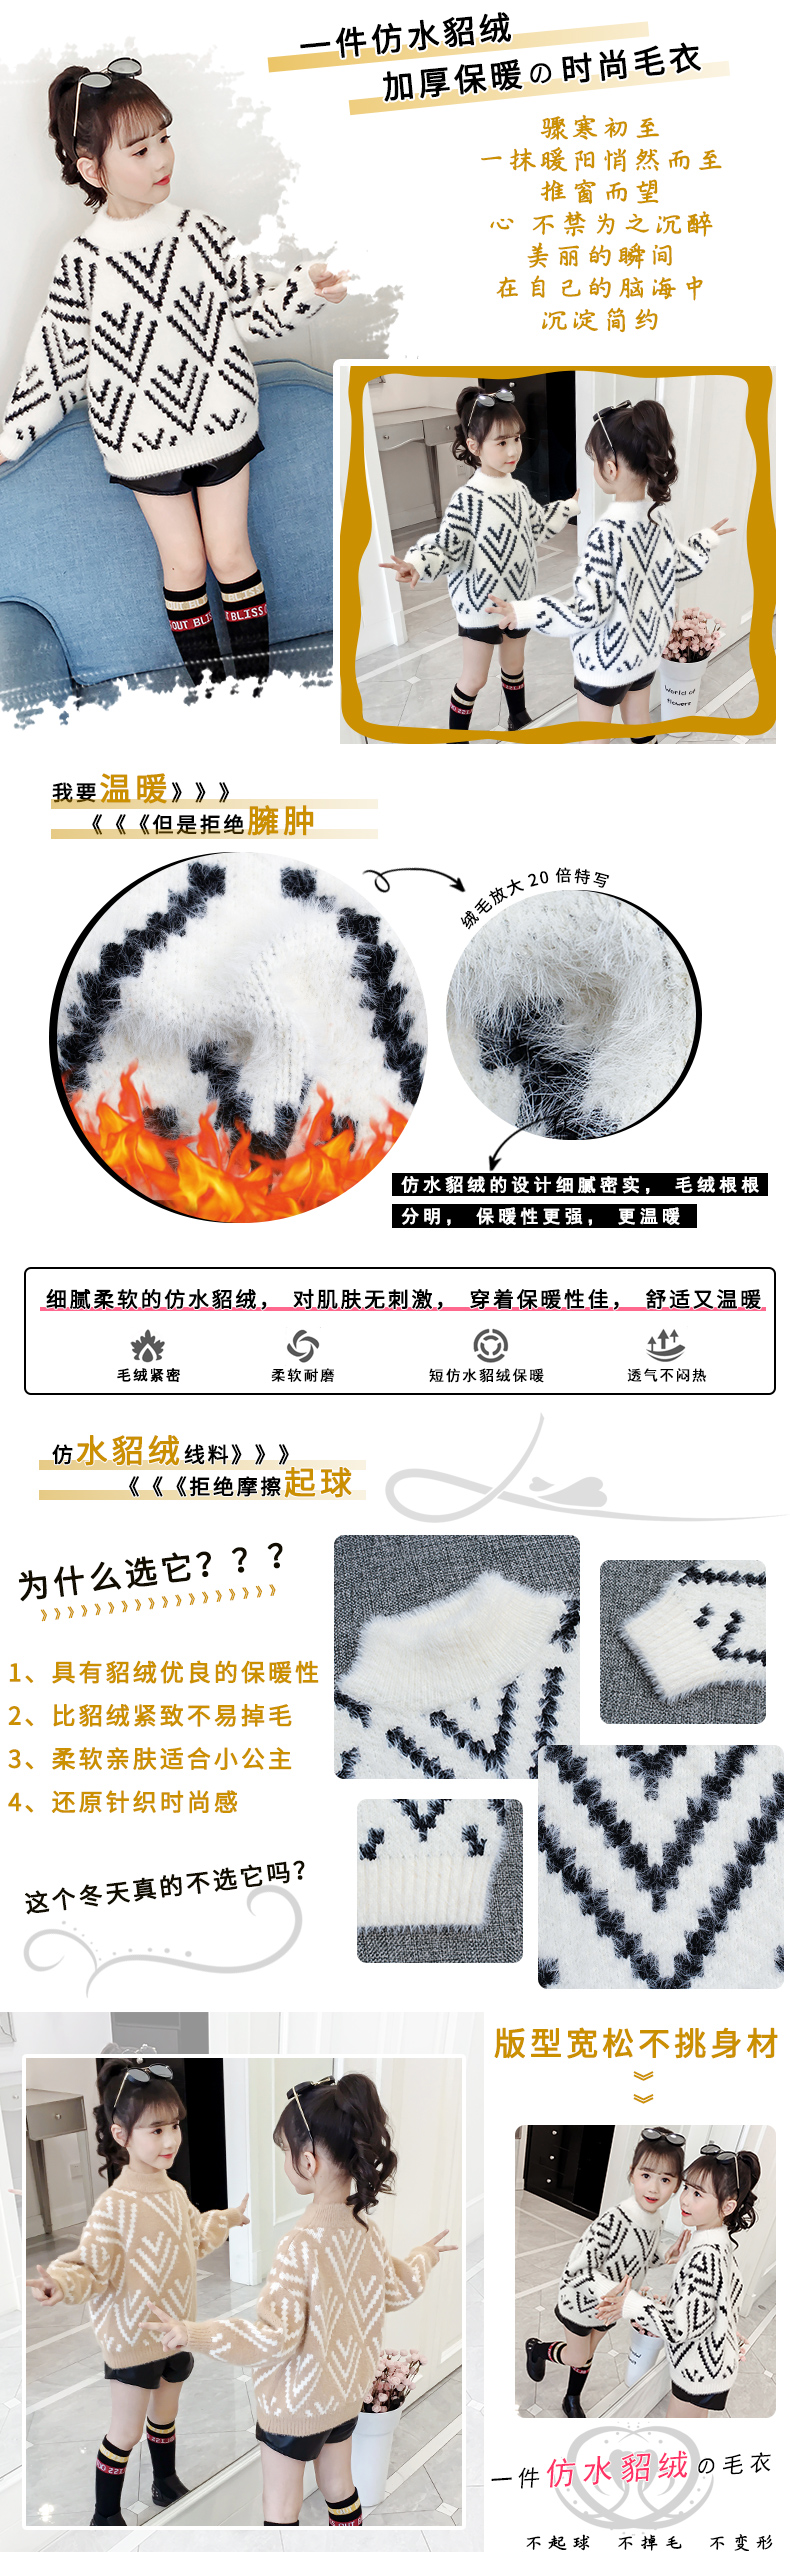 一件仿水貂绒
加厚保暖の时尚毛衣
骤寒初至
一抹暖阳悄然而至
推窗而望
心 不禁为之沉醉
美丽的瞬间
在自己的脑海中
沉淀简约
OUT BLIS
OUT BLIS
T BLISS
World of
flowers
我要温暖》》》
《《《但是拒绝臃肿
绒毛放大 20 倍特写
仿水貂绒的设计细腻密实， 毛绒根根
分明， 保暖性更强， 更温暖
细腻柔软的仿水貂绒， 对肌肤无刺激， 穿着保暖性佳， 舒适又温暖
毛绒紧密 柔软耐磨 短仿水貂绒保暖 透气不闷热
仿水貂绒线料》》》
《《《拒绝摩擦起球
为什么选它？？？
》》》》》》》》》》》》》》》》》》
1、具有貂绒优良的保暖性
2、比貂绒紧致不易掉毛
3、柔软亲肤适合小公主
4、还原针织时尚感
这个冬天真的不选它吗？
版型宽松不挑身材
一件仿水貂绒の毛衣
不起球 不掉毛 不变形